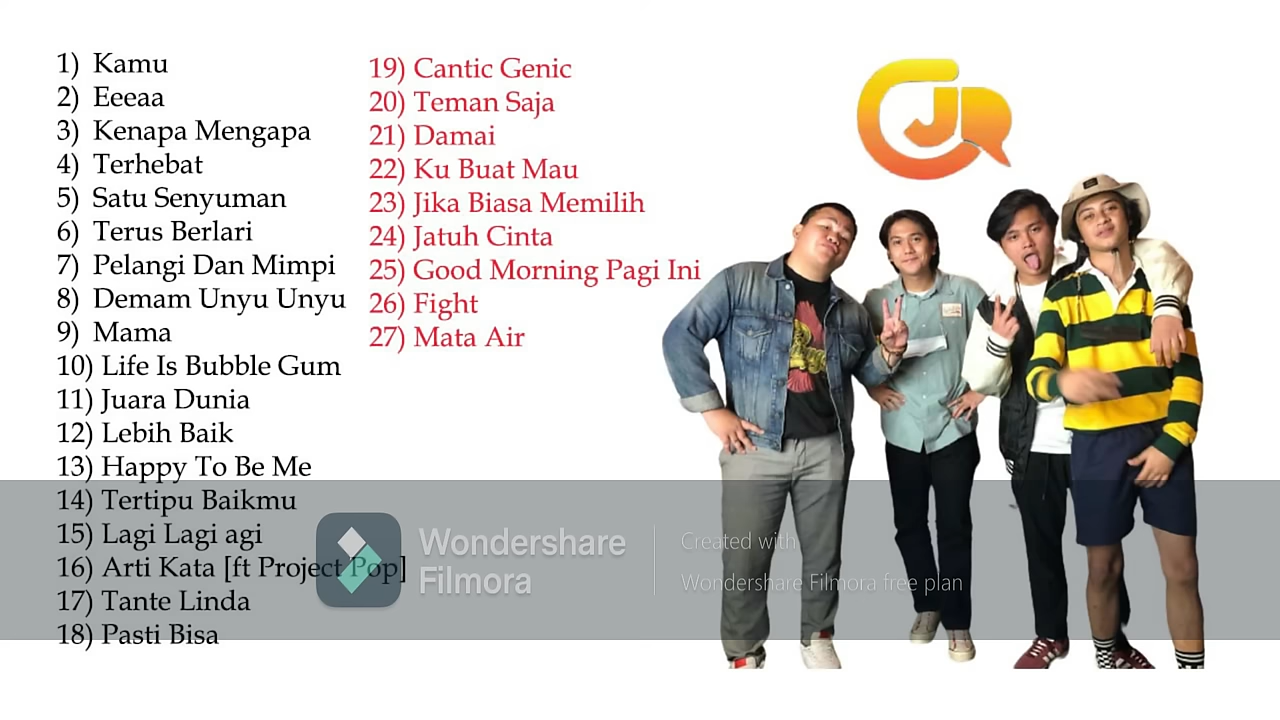 1) Kamu
2) Eeeaa
3) Kenapa Mengapa
4) Terhebat
5) Satu Senyuman
6) Terus Berlari
7) Pelangi Dan Mimpi
8) Demam Unyu Unyu
9) Mama
10) Life Is Bubble Gum
11) Juara Dunia
12) Lebih Baik
13) Happy To Be Me
14) Tertipu Baikmu
15) Lagi Lagi agi
16) Arti Kata [ft Project Pop]
17) Tante Linda
18) Pasti Bisa
19) Cantic Genic
20) Teman Saja
21) Damai
22) Ku Buat Mau
23) Jika Biasa Memilih
24) Jatuh Cinta
25) Good Morning Pagi Ini
26) Fight
27) Mata Air
CJR
Wondershare
Filmora
Created with
Wondershare Filmora free plan